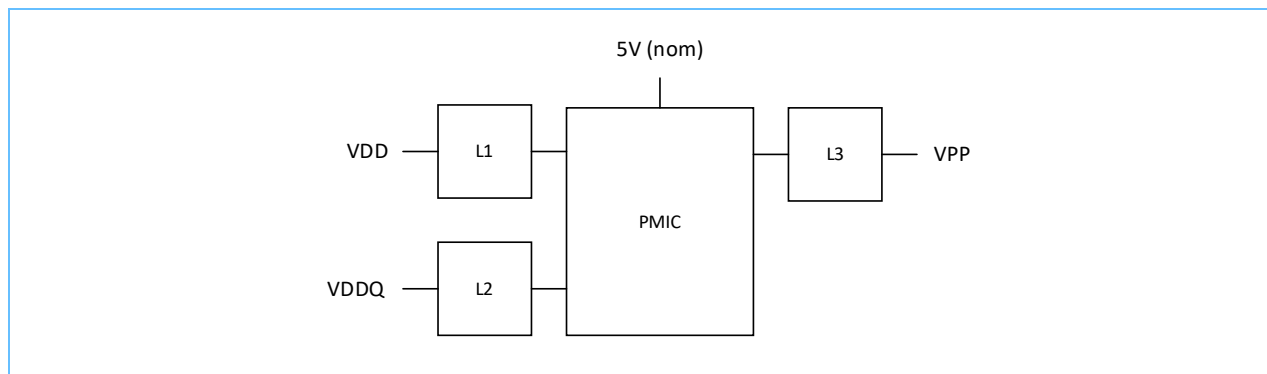 5V (nom)
VDD
L1
L3
VPP
PMIC
VDDQ
L2